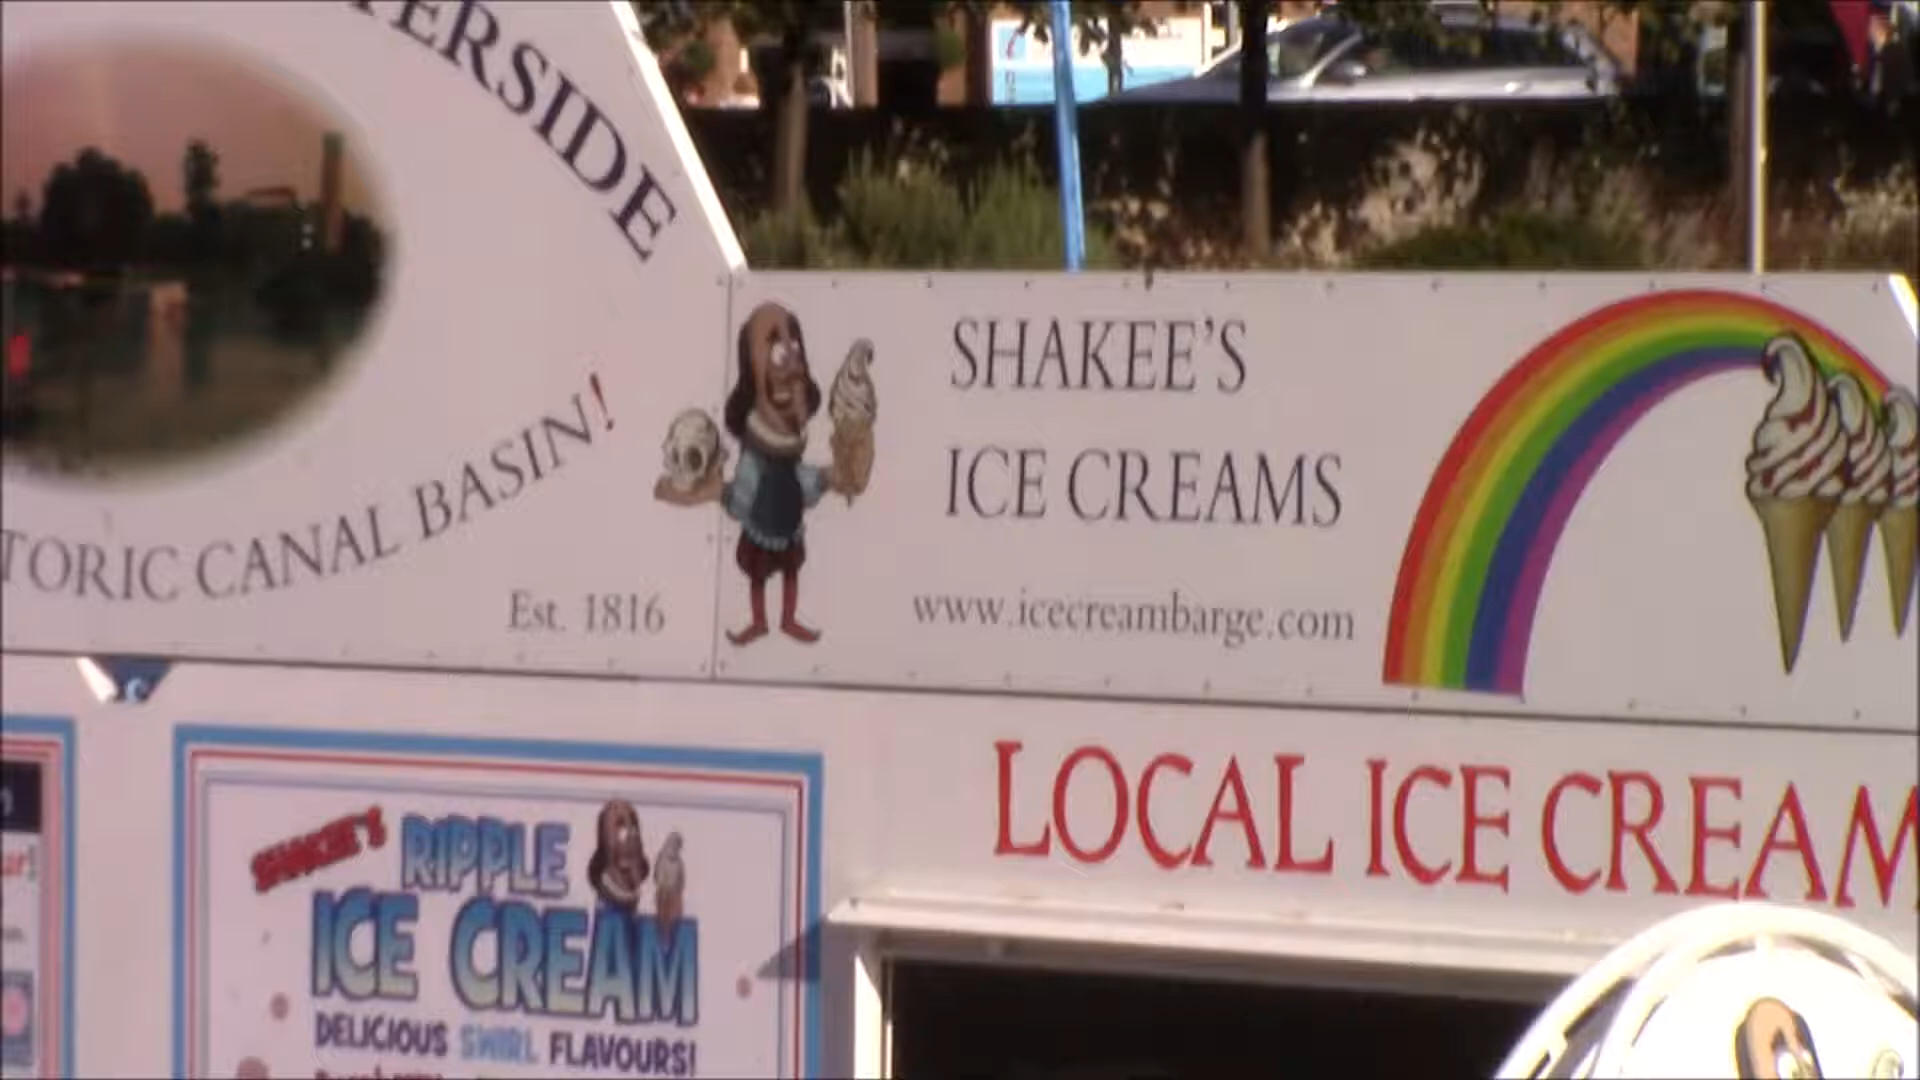 ERSIDE
TORIC CANAL BASIN!
Est. 1816
SHAKEE'S
ICE CREAMS
www.icecreambarge.com
LOCAL ICE CREAM
SHAKEE'S
RIPPLE
ICE CREAM
DELICIOUS SWIRL FLAVOURS!